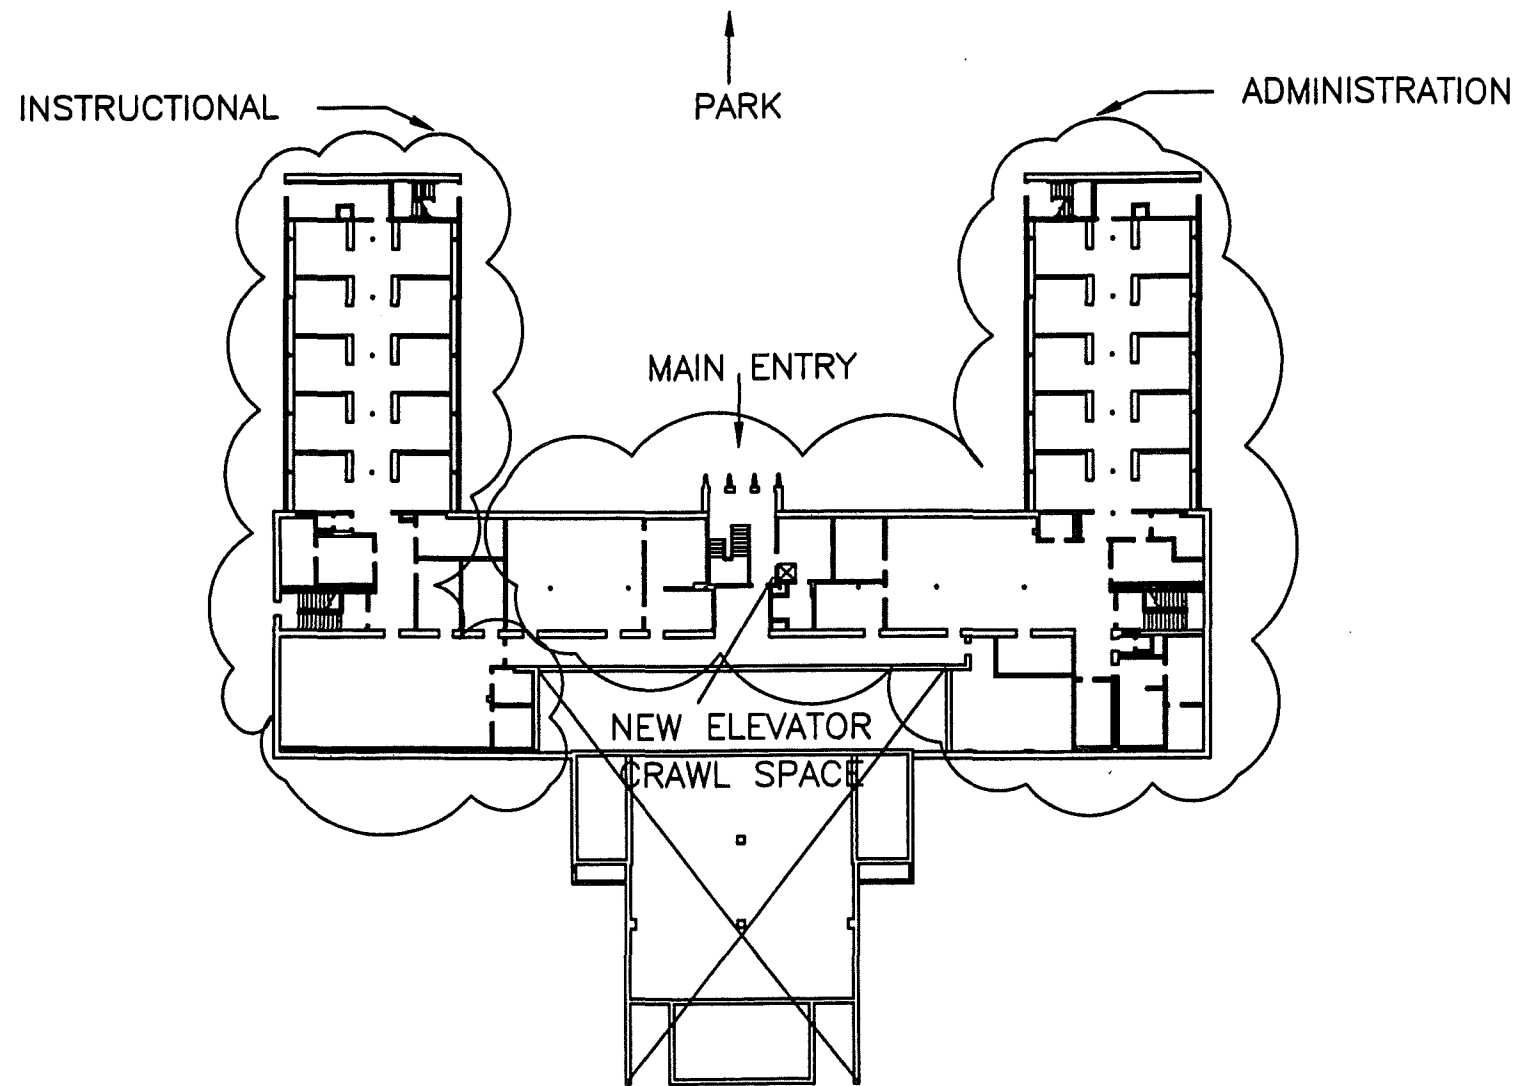 INSTRUCTIONAL
PARK
ADMINISTRATION
MAIN ENTRY
NEW ELEVATOR
CRAWL SPACE